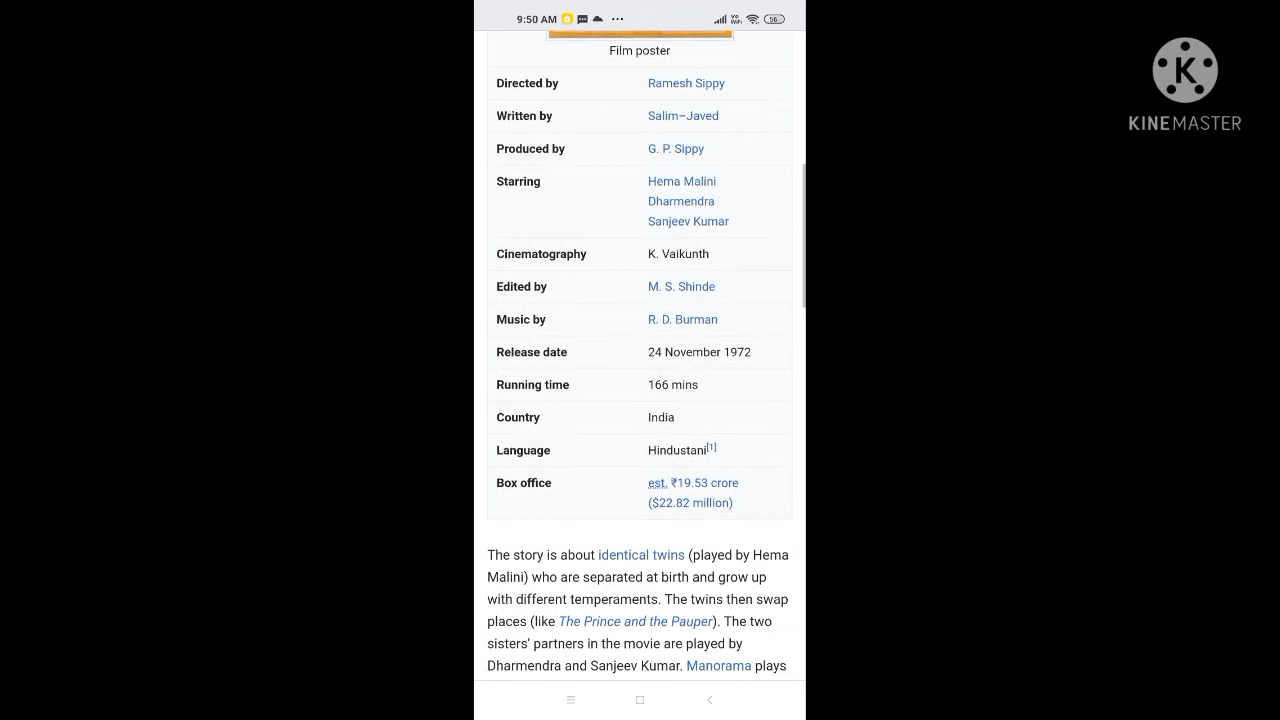 9:50 AM
Vo
WiFi
56
Film poster
Directed by Ramesh Sippy
Written by Salim–Javed
Produced by G. P. Sippy
Starring Hema Malini
Dharmendra
Sanjeev Kumar
Cinematography K. Vaikunth
Edited by M. S. Shinde
Music by R. D. Burman
Release date 24 November 1972
Running time 166 mins
Country India
Language Hindustani[1]
Box office est. ₹19.53 crore
($22.82 million)
The story is about identical twins (played by Hema
Malini) who are separated at birth and grow up
with different temperaments. The twins then swap
places (like The Prince and the Pauper). The two
sisters' partners in the movie are played by
Dharmendra and Sanjeev Kumar. Manorama plays
K
KINEMASTER